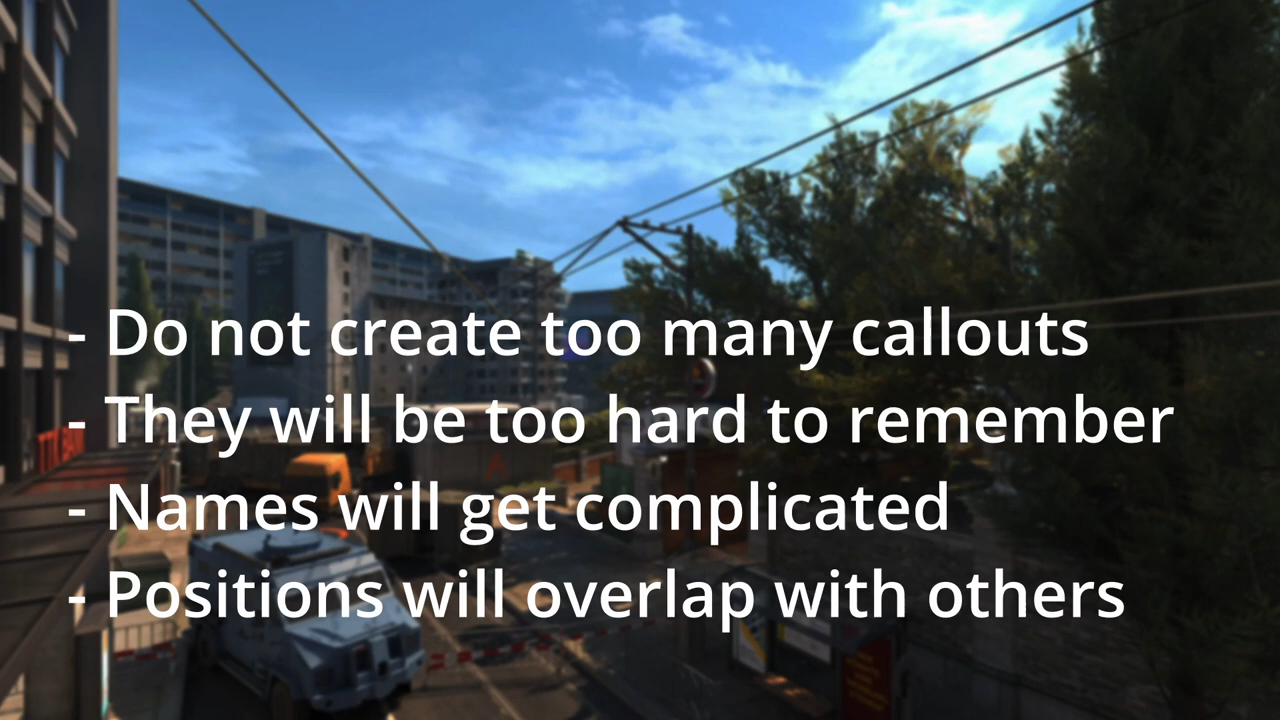 - Do not create too many callouts
- They will be too hard to remember
- Names will get complicated
- Positions will overlap with others